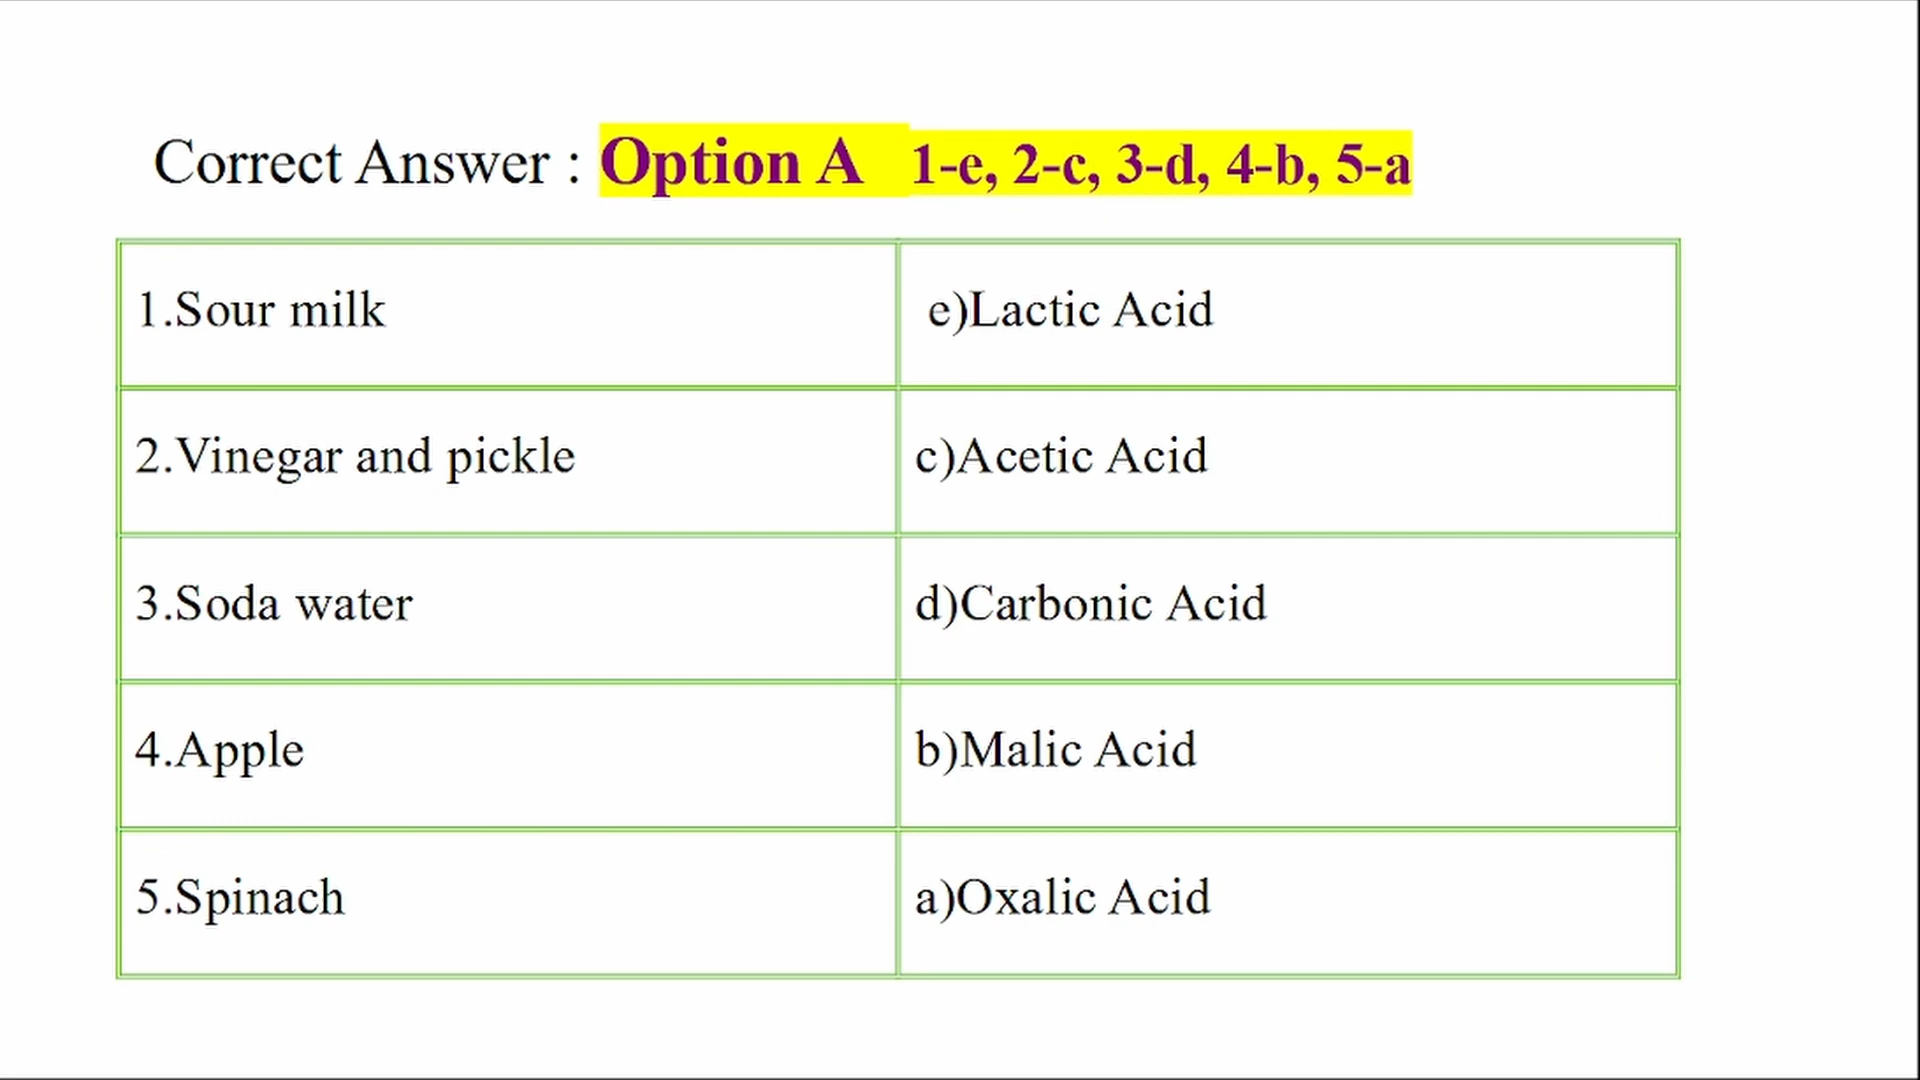 Correct Answer : Option A 1-e, 2-c, 3-d, 4-b, 5-a
1.Sour milk e)Lactic Acid
2.Vinegar and pickle c)Acetic Acid
3.Soda water d)Carbonic Acid
4.Apple b)Malic Acid
5.Spinach a)Oxalic Acid